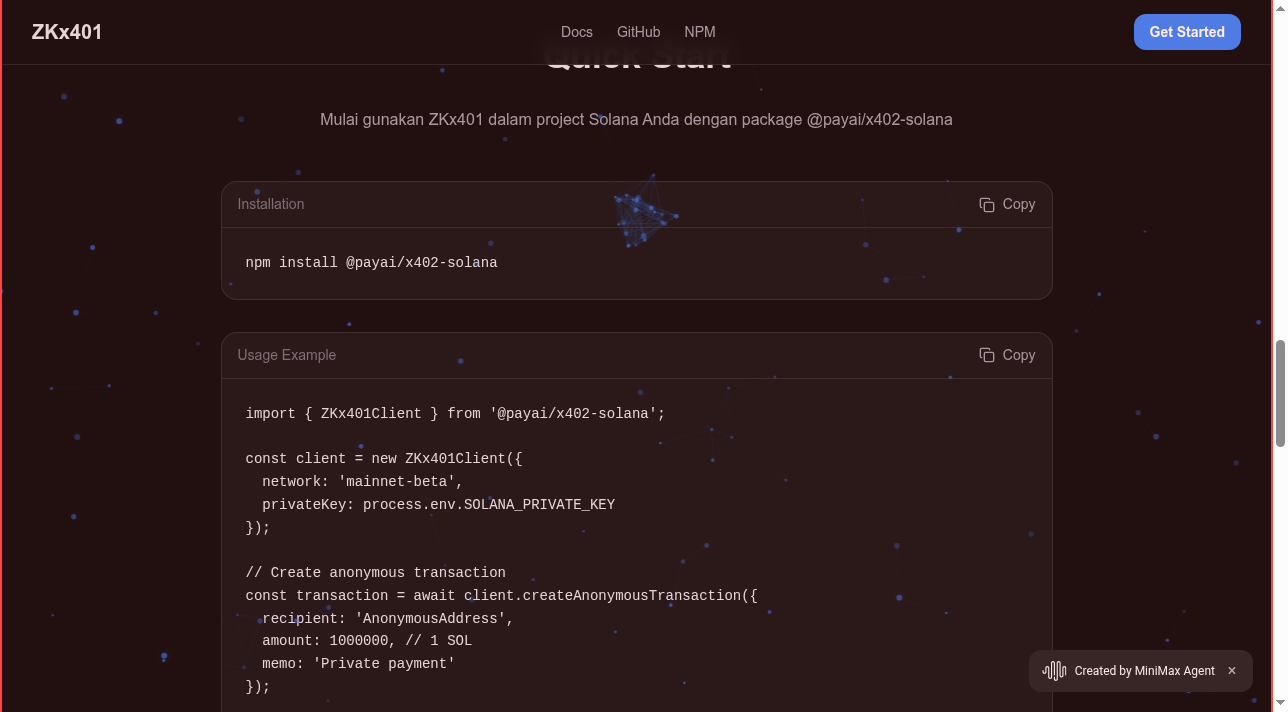 ZKx401
Docs
GitHub
NPM
Get Started
Quick Start
Mulai gunakan ZKx401 dalam project Solana Anda dengan package @payai/x402-solana
Installation
Copy
npm install @payai/x402-solana
Usage Example
Copy
import { ZKx401Client } from '@payai/x402-solana';
const client = new ZKx401Client({
  network: 'mainnet-beta',
  privateKey: process.env.SOLANA_PRIVATE_KEY
});
// Create anonymous transaction
const transaction = await client.createAnonymousTransaction({
  recipient: 'AnonymousAddress',
  amount: 1000000, // 1 SOL
  memo: 'Private payment'
});
Created by MiniMax Agent